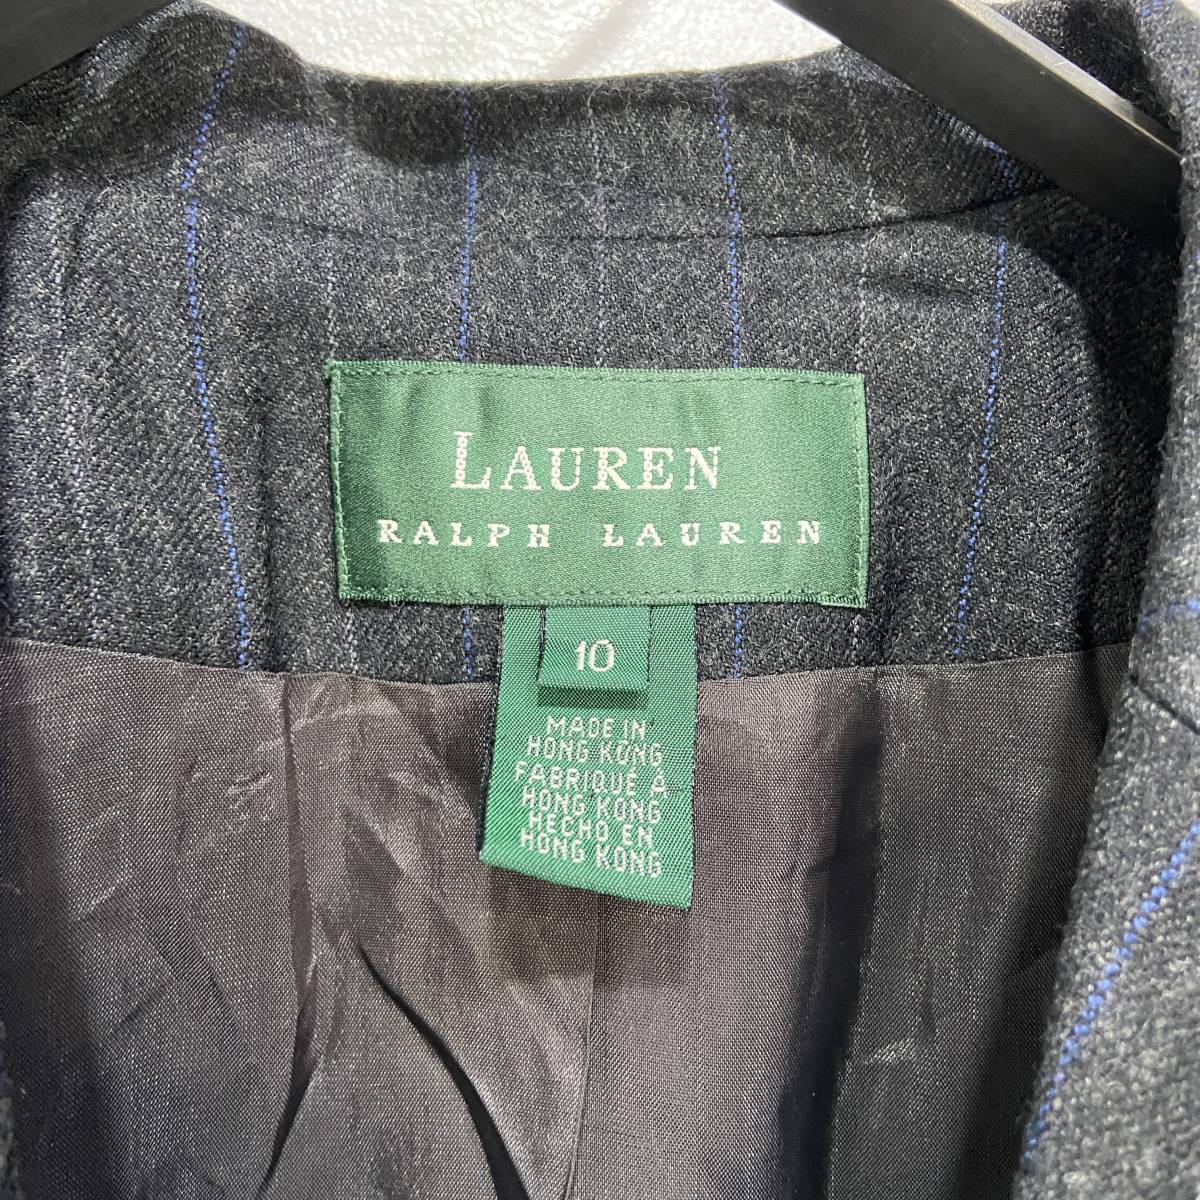 LAUREN
RALPH LAUREN
10
MADE IN
HONG KONG
FABRIQUÉ À
HONG KONG
HECHO EN
HONG KONG